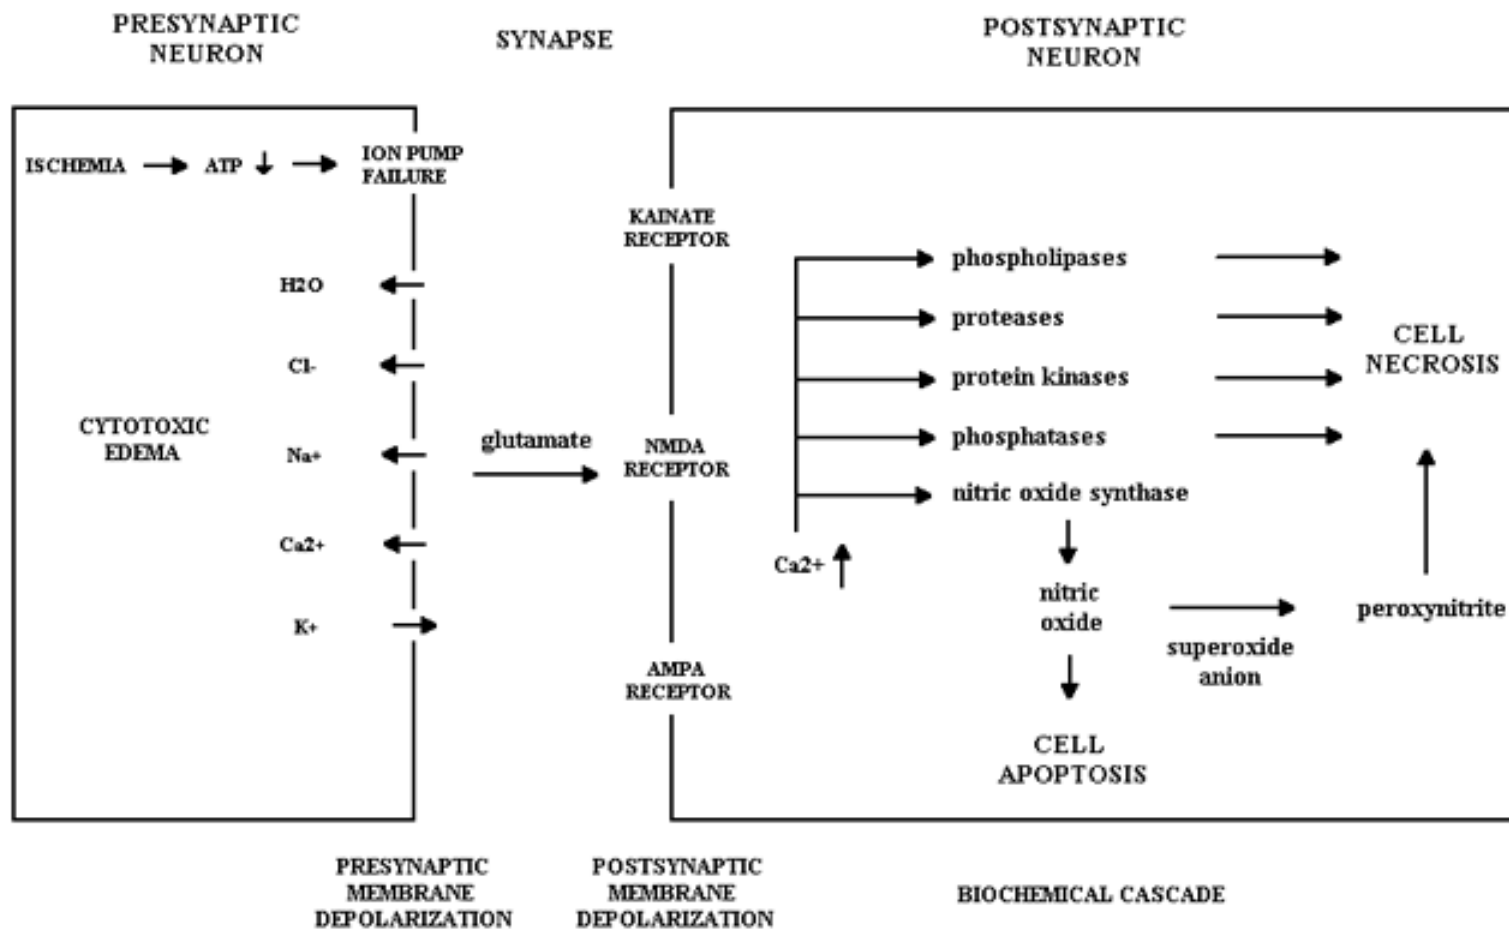 PRESYNAPTIC
NEURON
SYNAPSE
POSTSYNAPTIC
NEURON
ISCHEMIA
ATP
ION PUMP
FAILURE
H2O
Cl-
CYTOTOXIC
EDEMA
Na+
Ca2+
K+
glutamate
KAINATE
RECEPTOR
NMDA
RECEPTOR
AMPA
RECEPTOR
phospholipases
proteases
protein kinases
phosphatases
nitric oxide synthase
Ca2+
nitric
oxide
superoxide
anion
peroxynitrite
CELL
NECROSIS
CELL
APOPTOSIS
PRESYNAPTIC
MEMBRANE
DEPOLARIZATION
POSTSYNAPTIC
MEMBRANE
DEPOLARIZATION
BIOCHEMICAL CASCADE